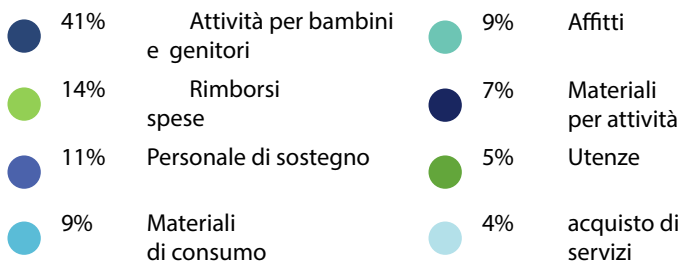 41% Attività per bambini
e genitori
14% Rimborsi
spese
11% Personale di sostegno
9% Materiali
di consumo
9% Affitti
7% Materiali
per attività
5% Utenze
4% acquisto di
servizi